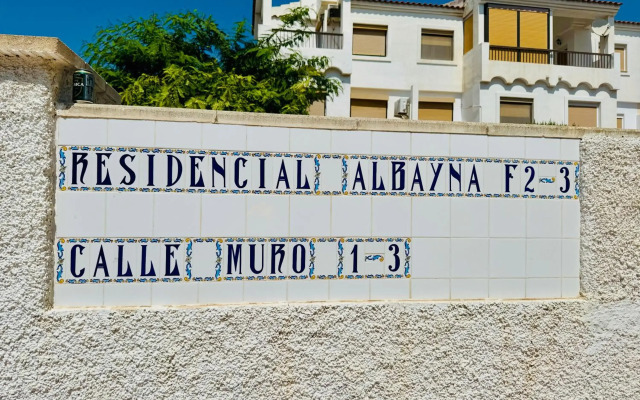 RESIDENCIAL ALBAYNA F2-3
CALLE MURO 1-3